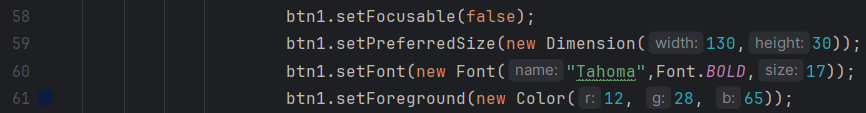 58 btn1.setFocusable(false);
59 btn1.setPreferredSize(new Dimension( width: 130, height: 30));
60 btn1.setFont(new Font( name: "Tahoma",Font.BOLD, size: 17));
61 btn1.setForeground(new Color( r: 12, g: 28, b: 65));